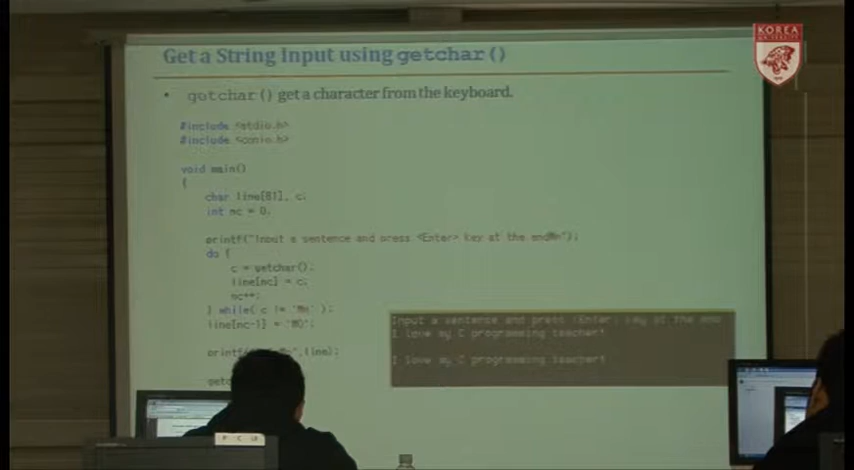 KOREA
Get a String Input using getchar()
• getchar() get a character from the keyboard.
#include <stdio.h>
#include <conio.h>
void main()
{
char line[81], c;
int nc = 0;
printf("Input a sentence and press <Enter> key at the end₩n");
do {
c = getchar();
line[nc] = c;
nc++;
} while( c != '₩n' );
line[nc-1] = '₩0';
Input a sentence and press <Enter> key at the end
I love my C programming teacher!
I love my C programming teacher!
₩n",line);